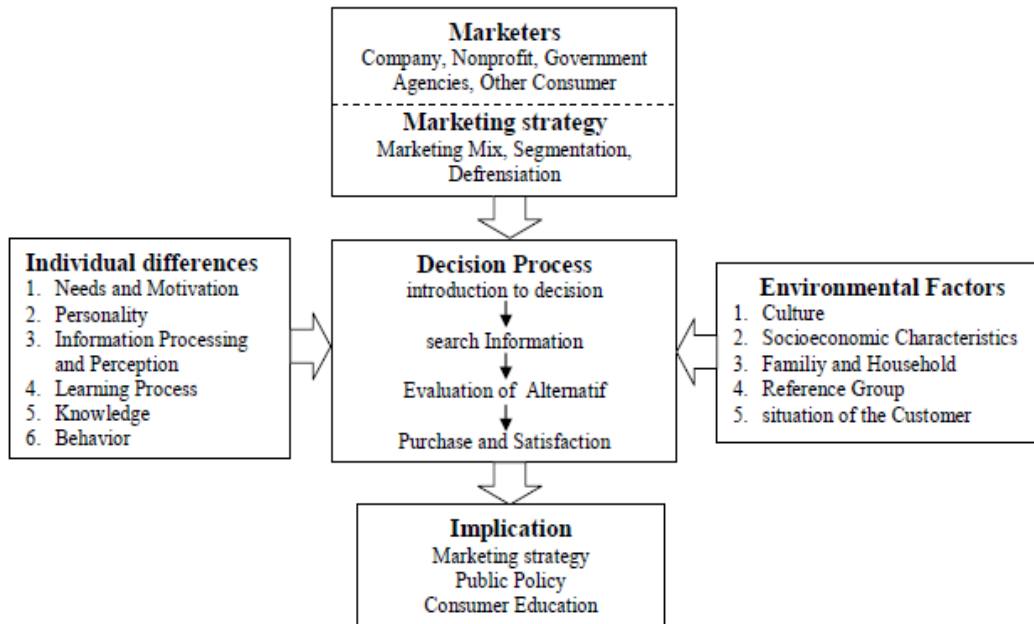 Marketers
Company, Nonprofit, Government
Agencies, Other Consumer
Marketing strategy
Marketing Mix, Segmentation,
Defrensiation
Individual differences
1. Needs and Motivation
2. Personality
3. Information Processing
and Perception
4. Learning Process
5. Knowledge
6. Behavior
Decision Process
introduction to decision
search Information
Evaluation of Alternatif
Purchase and Satisfaction
Environmental Factors
1. Culture
2. Socioeconomic Characteristics
3. Familiy and Household
4. Reference Group
5. situation of the Customer
Implication
Marketing strategy
Public Policy
Consumer Education